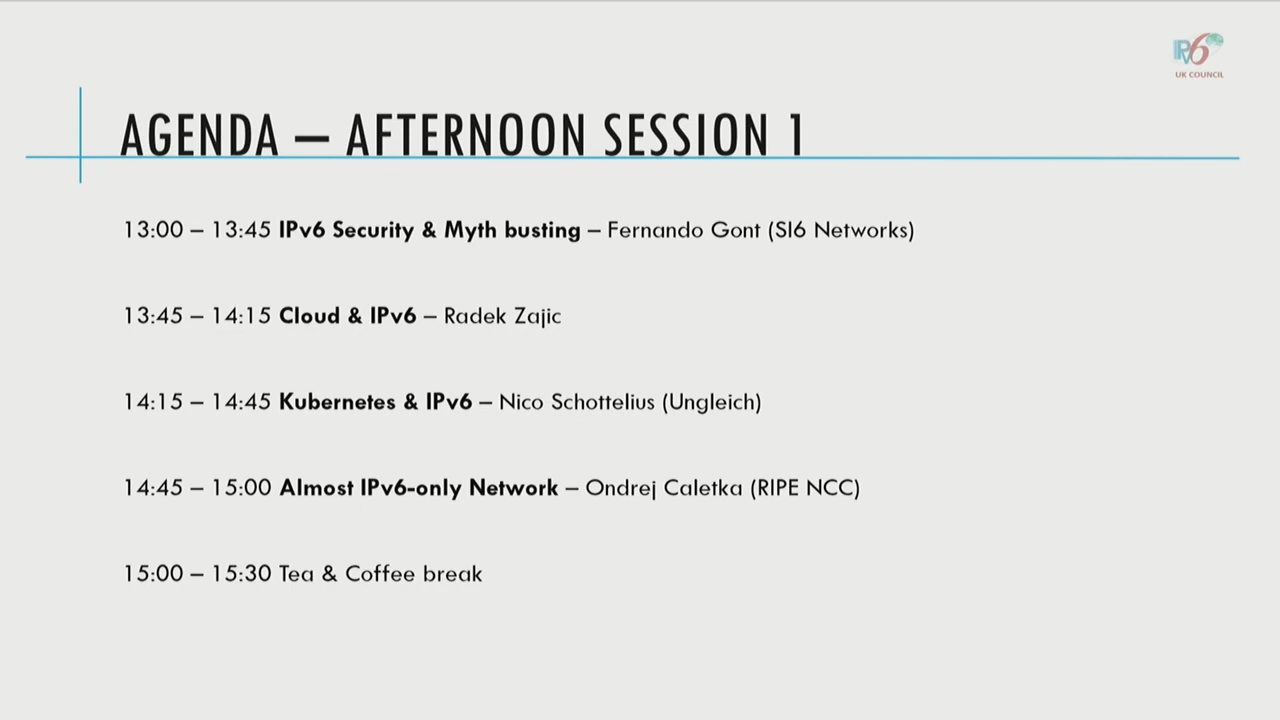 IPv6
UK COUNCIL
AGENDA – AFTERNOON SESSION 1
13:00 – 13:45 IPv6 Security & Myth busting – Fernando Gont (SI6 Networks)
13:45 – 14:15 Cloud & IPv6 – Radek Zajic
14:15 – 14:45 Kubernetes & IPv6 – Nico Schottelius (Ungleich)
14:45 – 15:00 Almost IPv6-only Network – Ondrej Caletka (RIPE NCC)
15:00 – 15:30 Tea & Coffee break